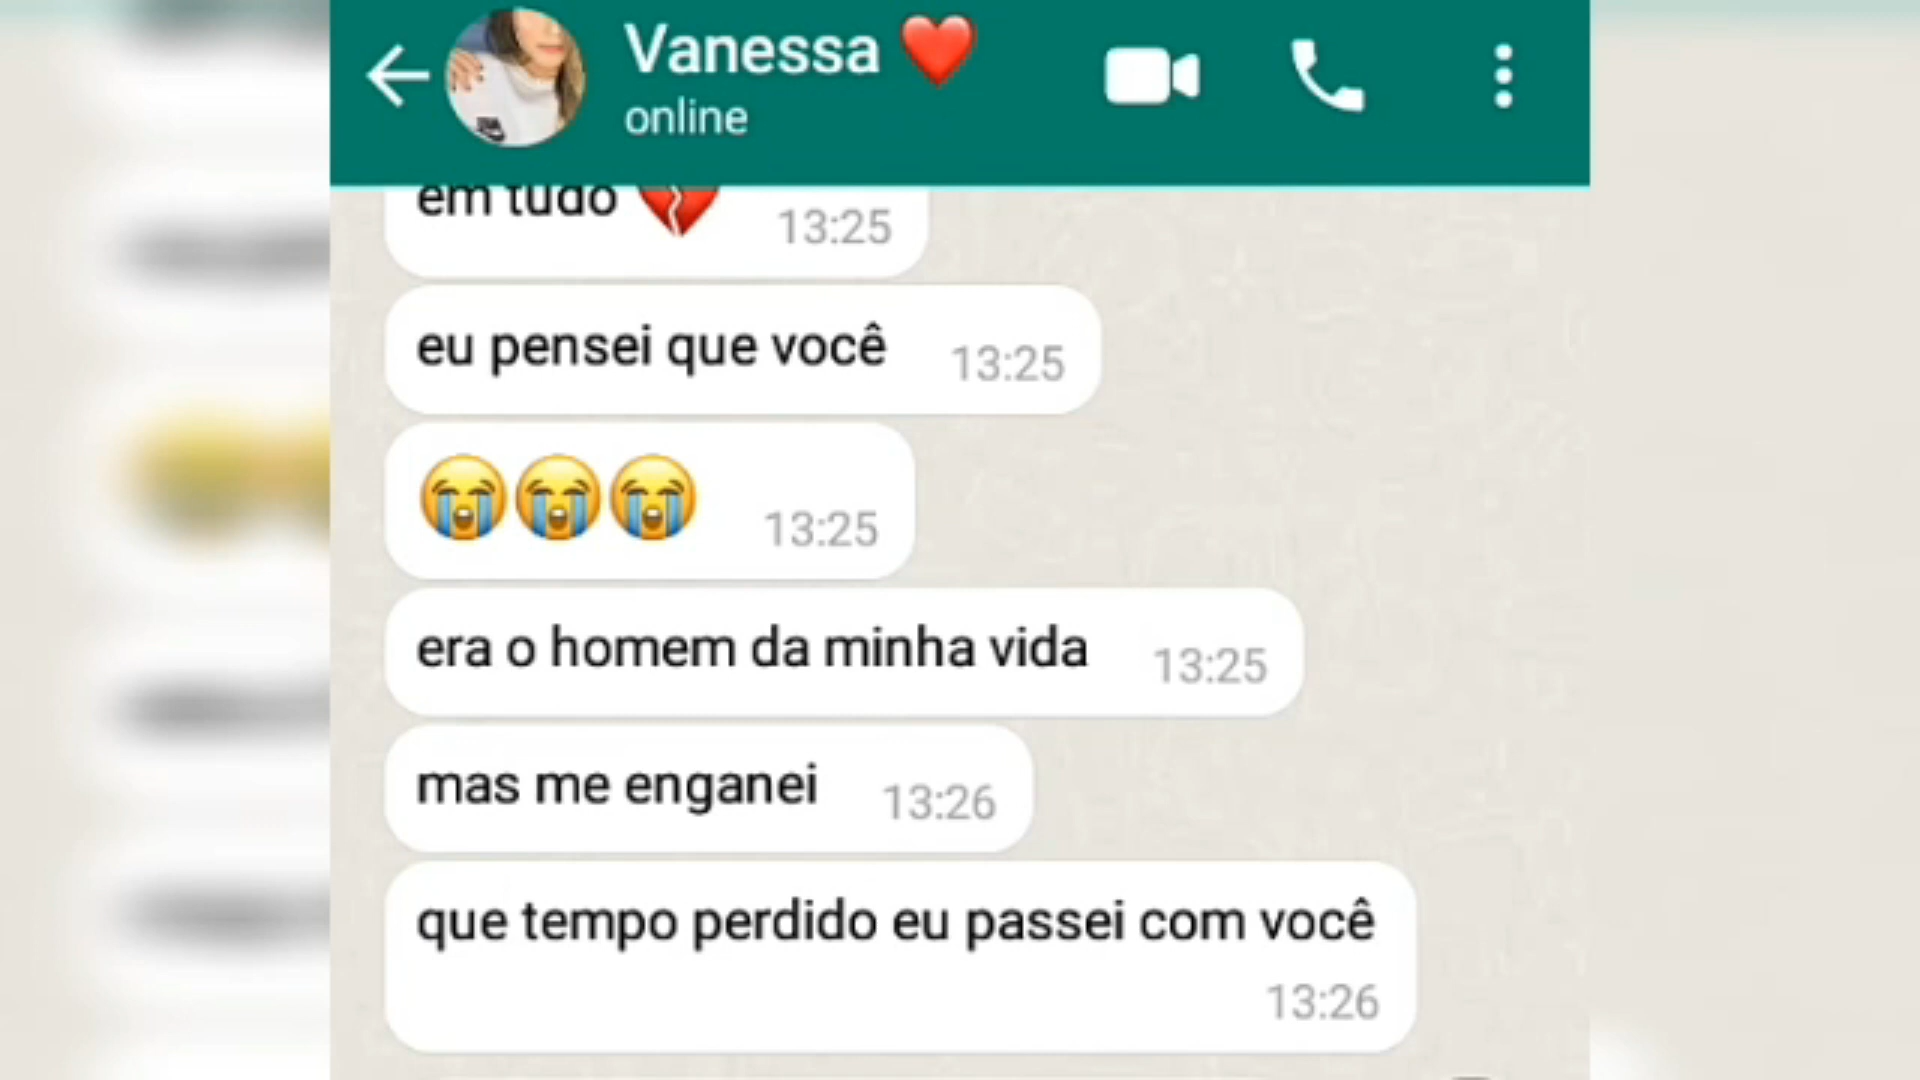 Vanessa ❤️
online
em tudo 💔 13:25
eu pensei que você 13:25
😭😭😭 13:25
era o homem da minha vida 13:25
mas me enganei 13:26
que tempo perdido eu passei com você
13:26